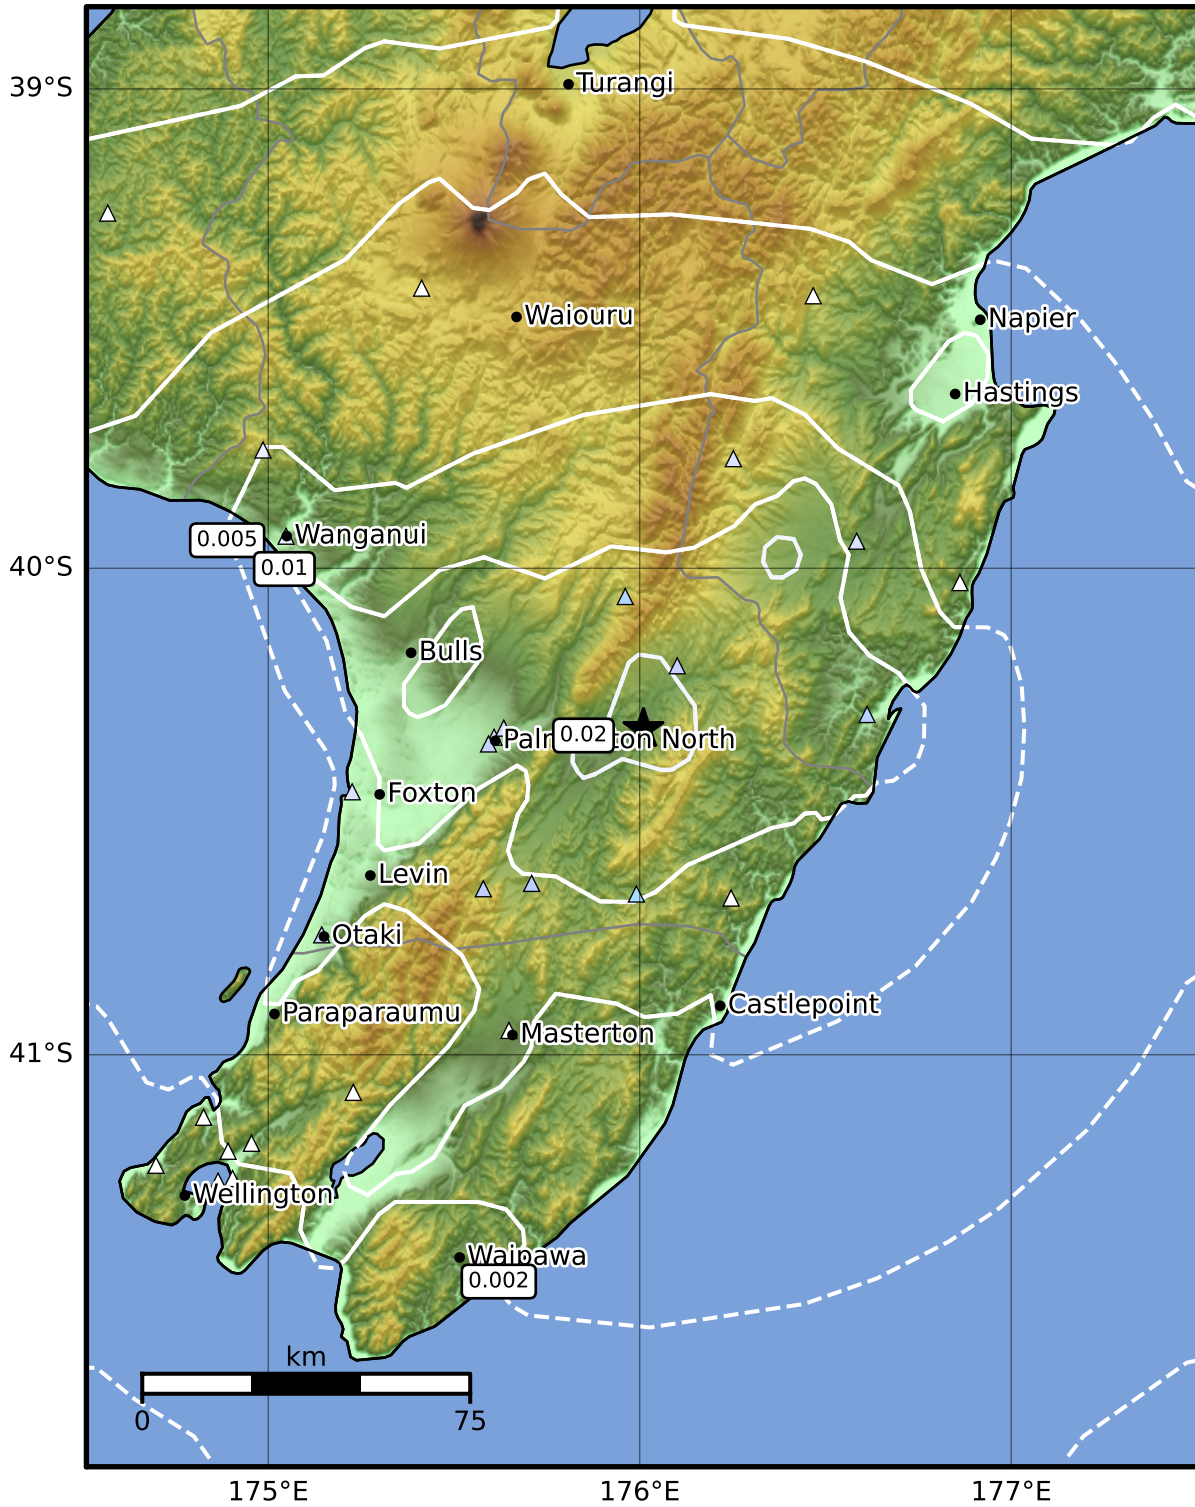 39°S
Turangi
Waiouru
Napier
Hastings
0.005
Wanganui
0.01
40°S
Bulls
0.02
North
Foxton
Levin
Otaki
Paraparaumu
Castlepoint
Masterton
41°S
Wellington
Waipawa
0.002
km
0
75
175°E
176°E
177°E